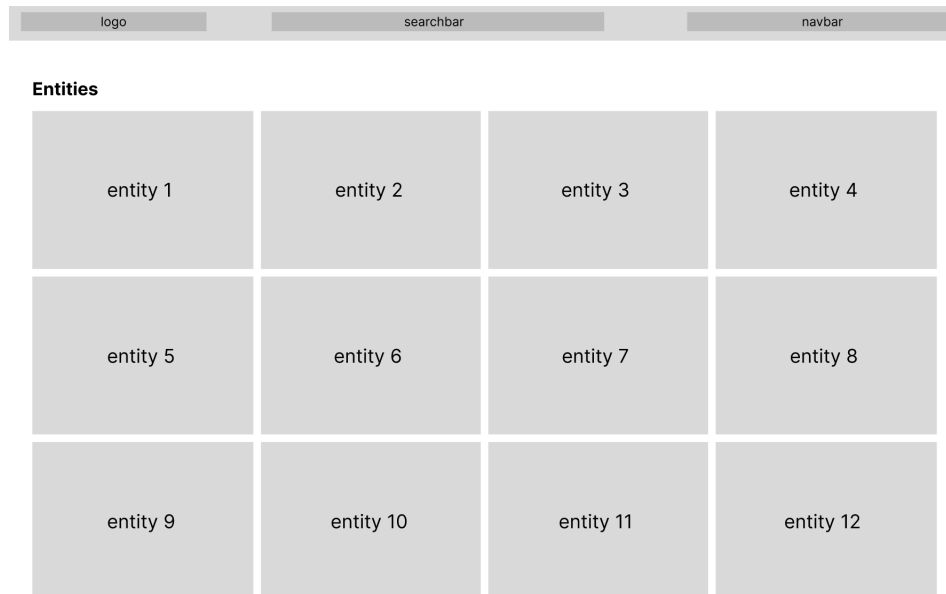 logo searchbar navbar
Entities
entity 1 entity 2 entity 3 entity 4
entity 5 entity 6 entity 7 entity 8
entity 9 entity 10 entity 11 entity 12